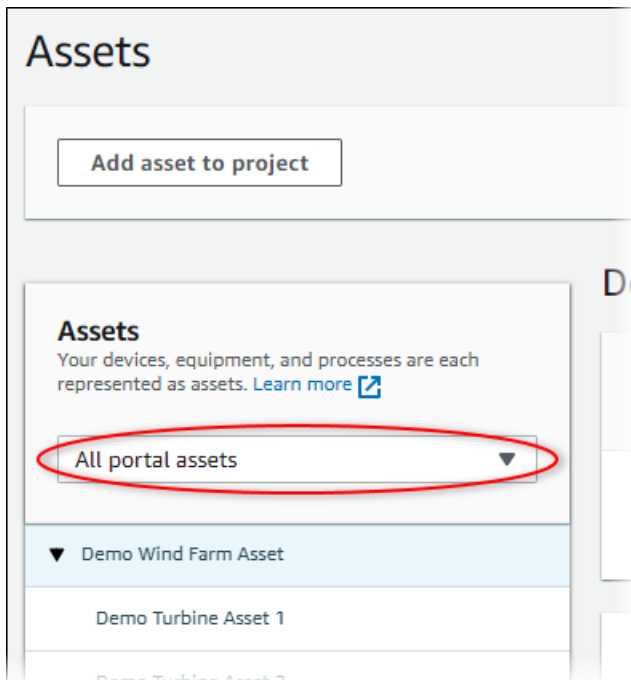 Assets
Add asset to project
Assets
Your devices, equipment, and processes are each
represented as assets. Learn more
All portal assets
Demo Wind Farm Asset
Demo Turbine Asset 1